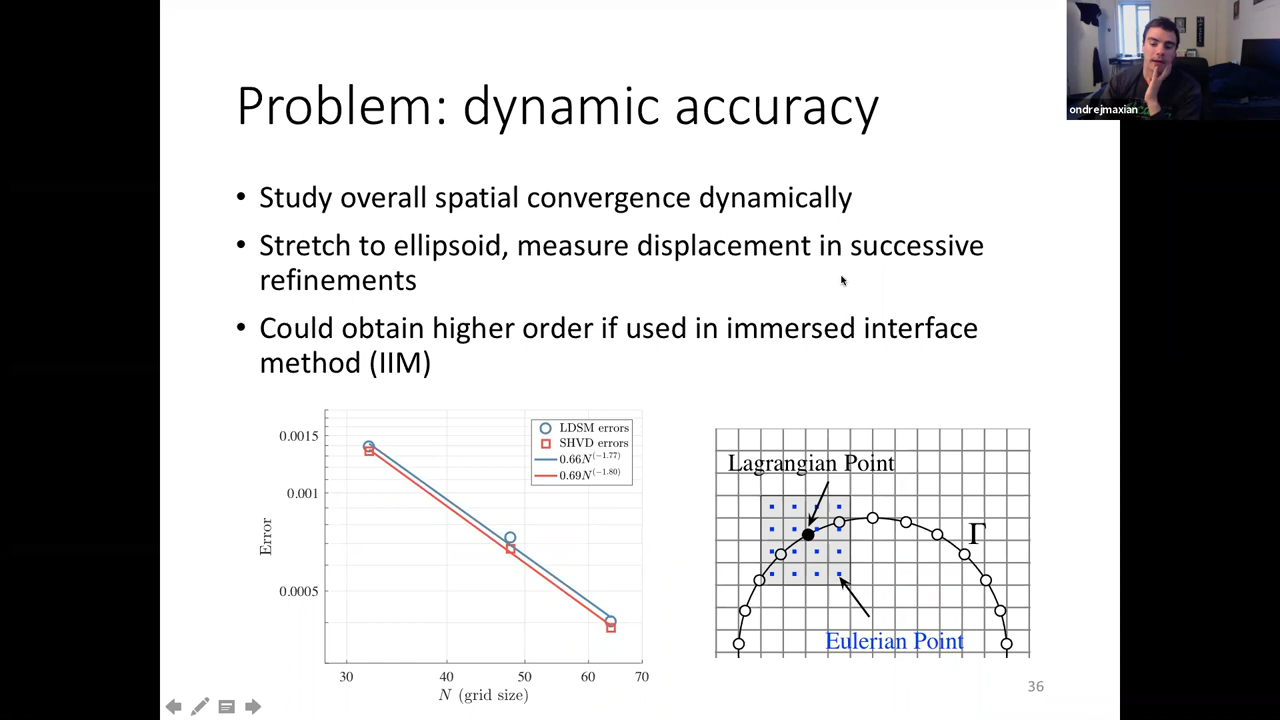 Problem: dynamic accuracy
ondrejmaxian
• Study overall spatial convergence dynamically
• Stretch to ellipsoid, measure displacement in successive
refinements
• Could obtain higher order if used in immersed interface
method (IIM)
LDSM errors
SHVD errors
0.66N^(-1.77)
0.69N^(-1.80)
0.0015
0.001
0.0005
Error
30 40 50 60 70
N (grid size)
Lagrangian Point
Γ
Eulerian Point
36